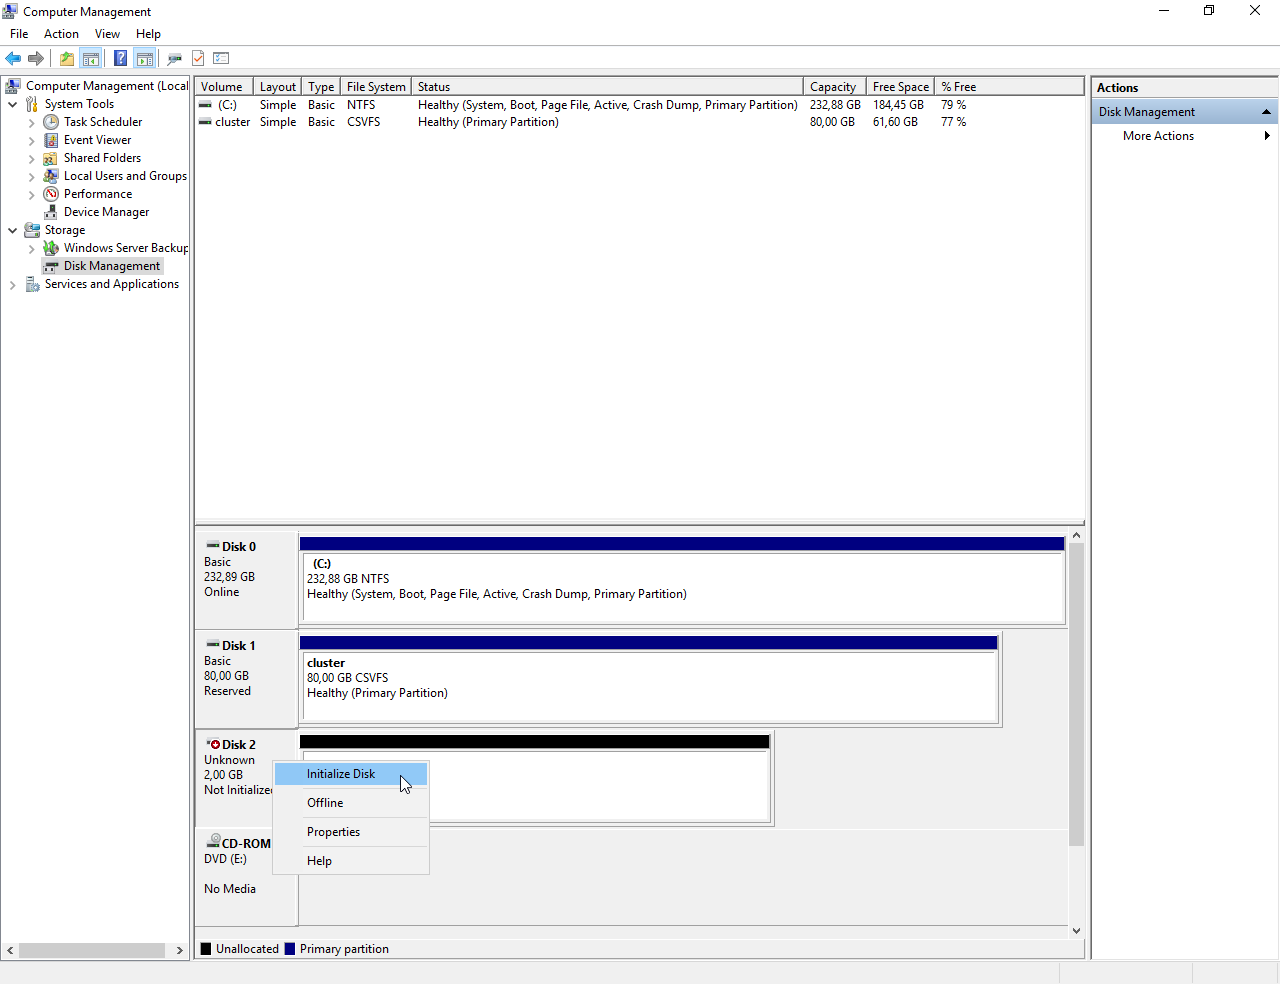 Computer Management
File Action View Help
Computer Management (Local
System Tools
Task Scheduler
Event Viewer
Shared Folders
Local Users and Groups
Performance
Device Manager
Storage
Windows Server Backup
Disk Management
Services and Applications
Volume Layout Type File System Status Capacity Free Space % Free
(C:) Simple Basic NTFS Healthy (System, Boot, Page File, Active, Crash Dump, Primary Partition) 232,88 GB 184,45 GB 79 %
cluster Simple Basic CSVFS Healthy (Primary Partition) 80,00 GB 61,60 GB 77 %
Disk 0
Basic
232,89 GB
Online
(C:)
232,88 GB NTFS
Healthy (System, Boot, Page File, Active, Crash Dump, Primary Partition)
Disk 1
Basic
80,00 GB
Reserved
cluster
80,00 GB CSVFS
Healthy (Primary Partition)
Disk 2
Unknown
2,00 GB
Not Initialized
Initialize Disk
Offline
Properties
Help
CD-ROM
DVD (E:)
No Media
Unallocated Primary partition
Actions
Disk Management
More Actions